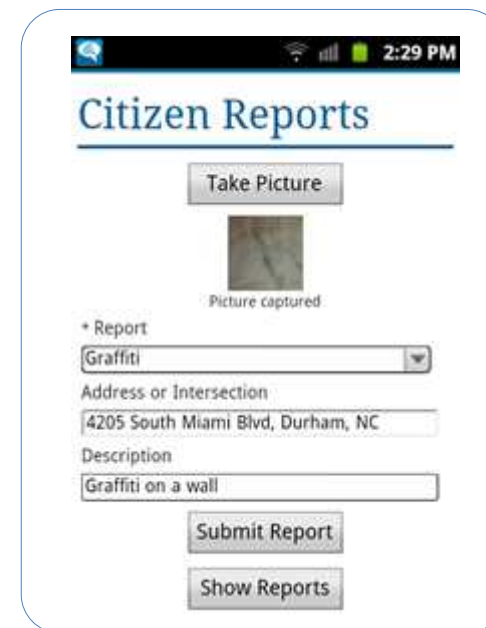 2:29 PM
Citizen Reports
Take Picture
Picture captured
* Report
Graffiti
Address or Intersection
4205 South Miami Blvd, Durham, NC
Description
Graffiti on a wall
Submit Report
Show Reports